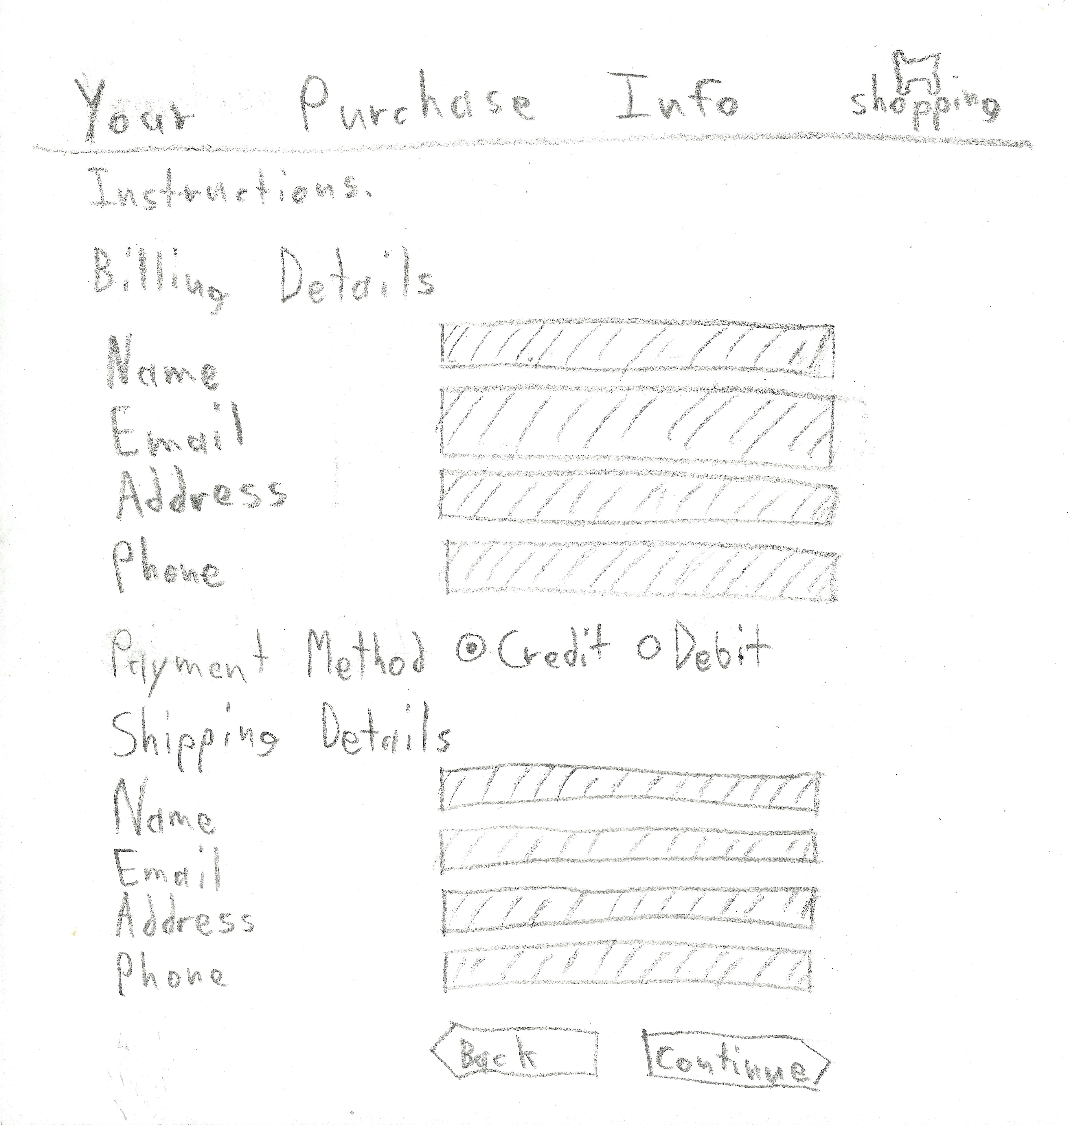 Your Purchase Info shopping
Instructions.
Billing Details
Name
Email
Address
Phone
Payment Method Credit Debit
Shipping Details
Name
Email
Address
Phone
Back Continue